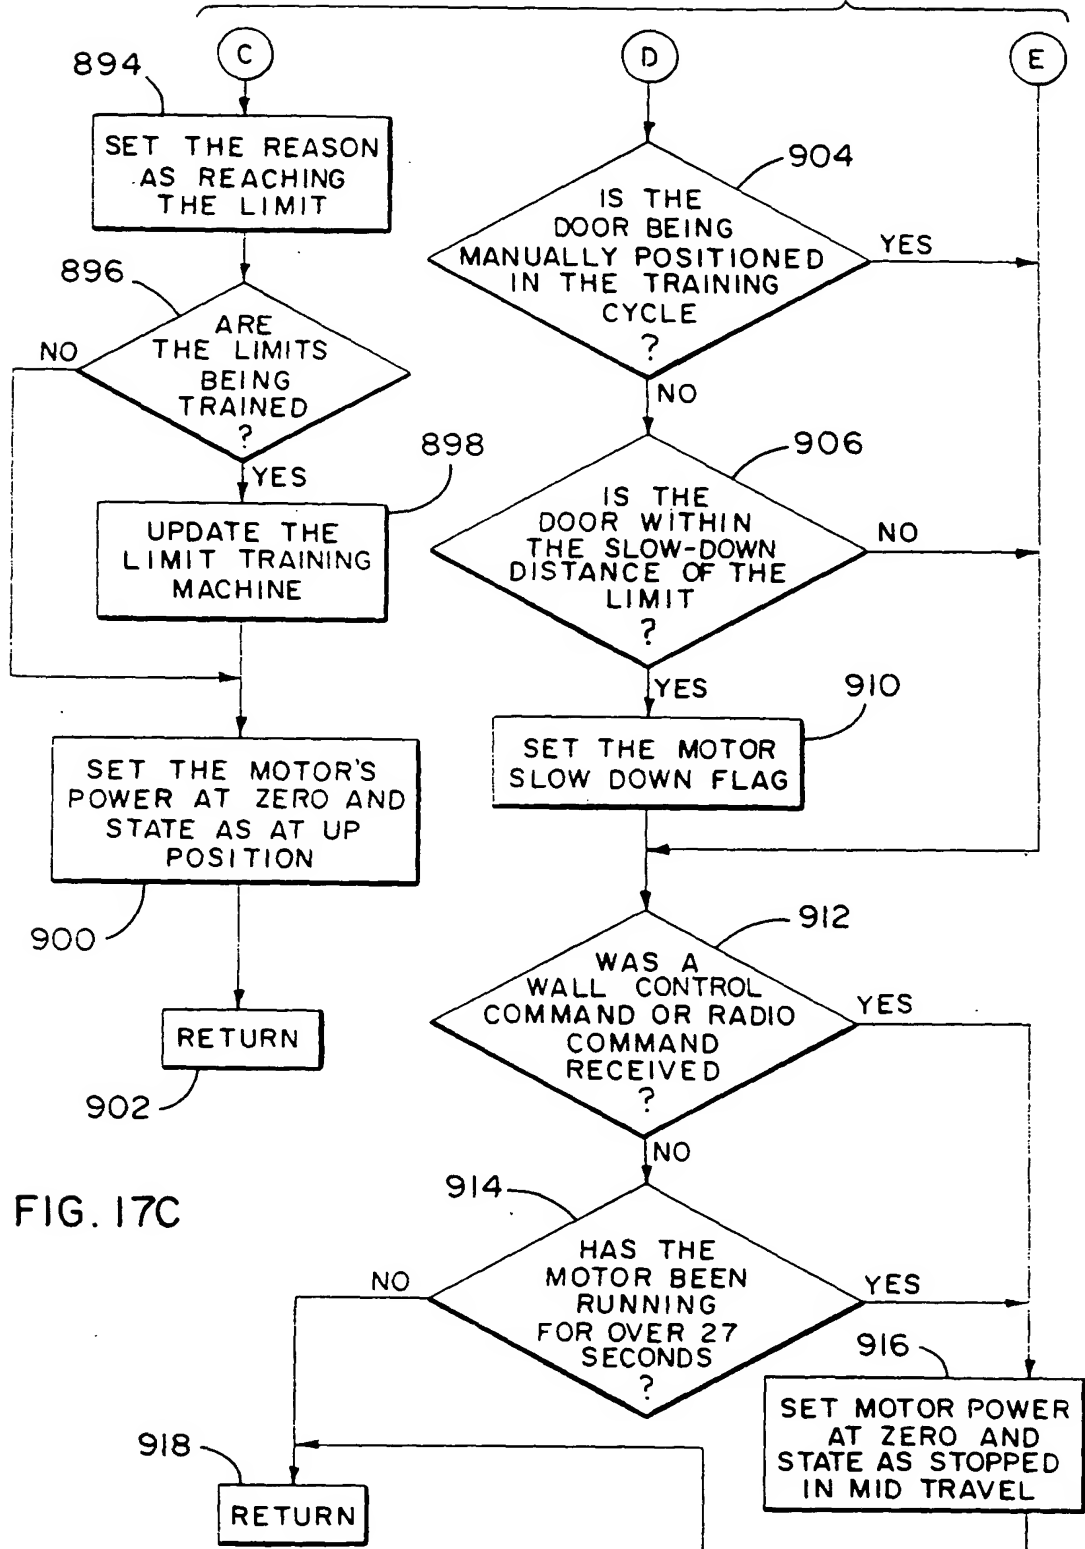 C
D
E
894
SET THE REASON
AS REACHING
THE LIMIT
896
ARE
THE LIMITS
BEING
TRAINED
?
NO
YES
898
UPDATE THE
LIMIT TRAINING
MACHINE
SET THE MOTOR'S
POWER AT ZERO AND
STATE AS AT UP
POSITION
900
RETURN
902
904
IS THE
DOOR BEING
MANUALLY POSITIONED
IN THE TRAINING
CYCLE
?
YES
NO
906
IS THE
DOOR WITHIN
THE SLOW-DOWN
DISTANCE OF THE
LIMIT
?
NO
YES
910
SET THE MOTOR
SLOW DOWN FLAG
912
WAS A
WALL CONTROL
COMMAND OR RADIO
COMMAND
RECEIVED
?
YES
NO
914
HAS THE
MOTOR BEEN
RUNNING
FOR OVER 27
SECONDS
?
NO
YES
916
SET MOTOR POWER
AT ZERO AND
STATE AS STOPPED
IN MID TRAVEL
918
RETURN
FIG. 17C